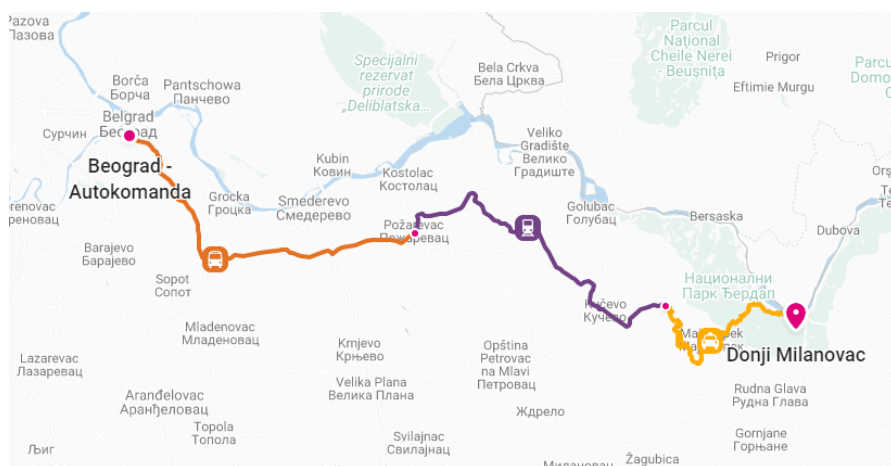 Pazova
Пазова
Borča
Борча
Pantschowa
Панчево
Belgrad
Београд
Сурчин
Beograd -
Autokomanda
Grocka
Гроцка
Barajevo
Барајево
Sopot
Сопот
Mladenovac
Младеновац
Lazarevac
Лазаревац
Aranđelovac
Аранђеловац
Topola
Топола
Љиг
Specijalni
rezervat
prirode
Deliblatska...
Bela Crkva
Бела Црква
Kubin
Ковин
Kostolac
Костолац
Smederevo
Смедерево
Požarevac
Пожаревац
Veliko
Gradište
Велико
Градиште
Golubac
Голубац
Krnjevo
Крњево
Velika Plana
Велика Плана
Svilajnac
Свилајнац
Opština
Petrovac
na Mlavi
Петровац
Ждрело
Kučevo
Кучево
Parcul
Național
Cheile Nerei
- Beușnița
Prigor
Eftimie Murgu
Bersaska
Dubova
Национални
Парк Ђердап
Donji Milanovac
Rudna Glava
Рудна Глава
Gornjane
Горњане
Žagubica